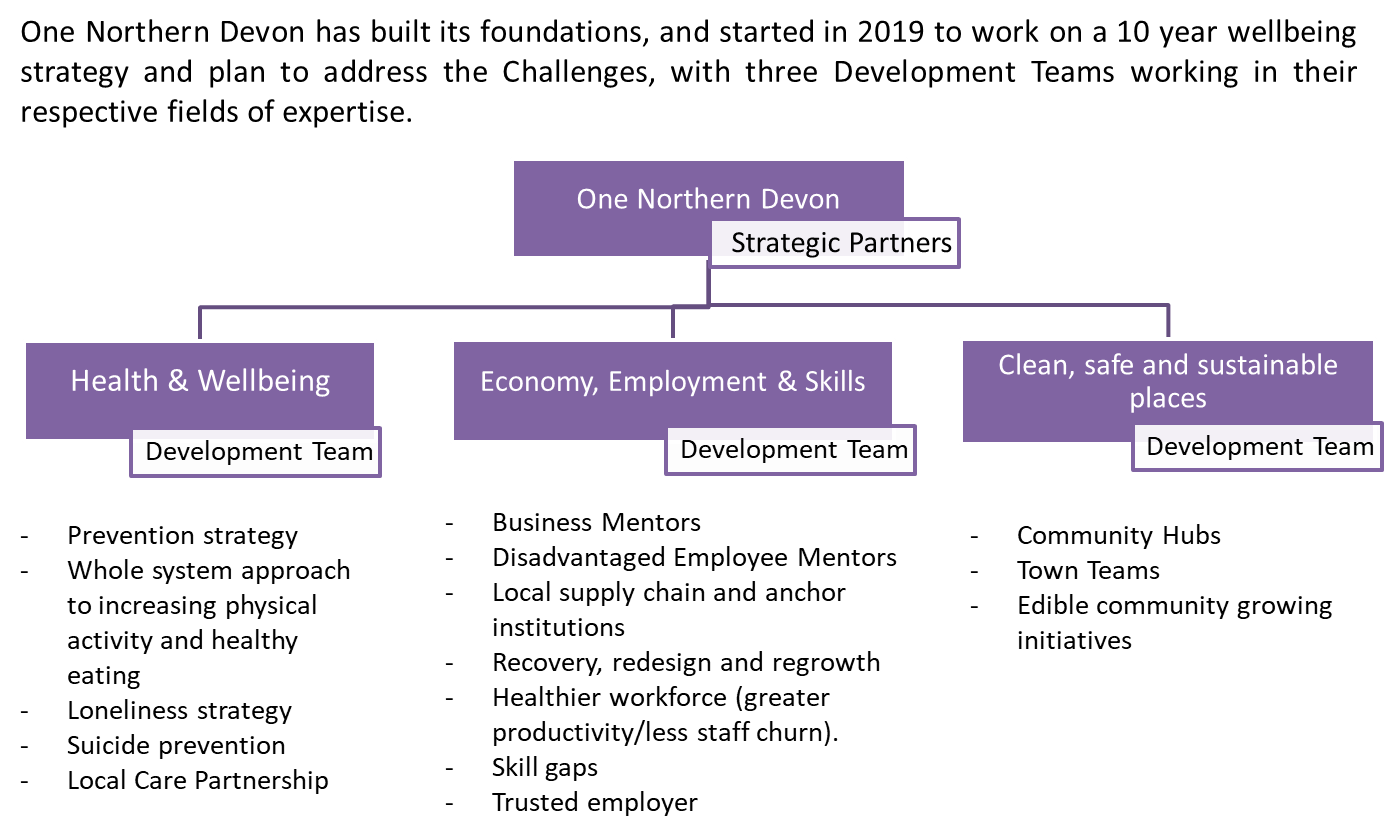 One Northern Devon has built its foundations, and started in 2019 to work on a 10 year wellbeing
strategy and plan to address the Challenges, with three Development Teams working in their
respective fields of expertise.
One Northern Devon
Strategic Partners
Health & Wellbeing
Development Team
- Prevention strategy
- Whole system approach
to increasing physical
activity and healthy
eating
- Loneliness strategy
- Suicide prevention
- Local Care Partnership
Economy, Employment & Skills
Development Team
- Business Mentors
- Disadvantaged Employee Mentors
- Local supply chain and anchor
institutions
- Recovery, redesign and regrowth
- Healthier workforce (greater
productivity/less staff churn).
- Skill gaps
- Trusted employer
Clean, safe and sustainable
places
Development Team
- Community Hubs
- Town Teams
- Edible community growing
initiatives